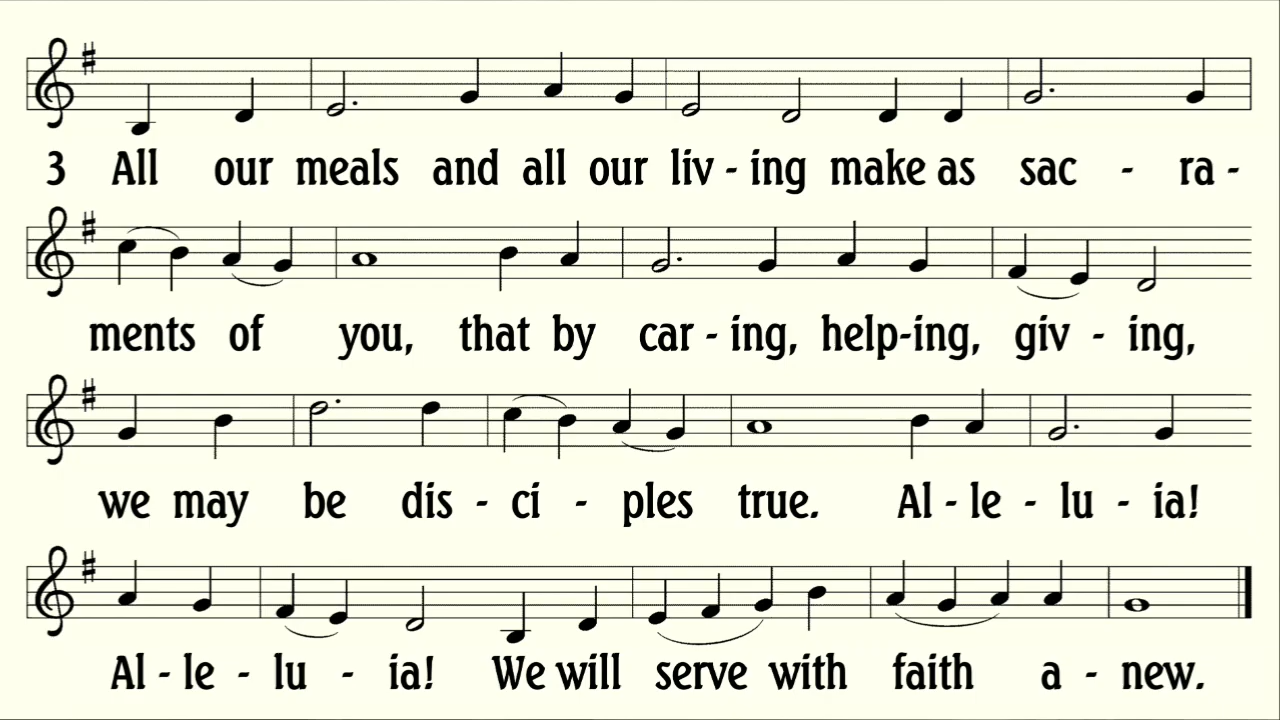 3 All our meals and all our liv - ing make as sac - ra -
ments of you, that by car - ing, help-ing, giv - ing,
we may be dis - ci - ples true. Al - le - lu - ia!
Al - le - lu - ia! We will serve with faith a - new.